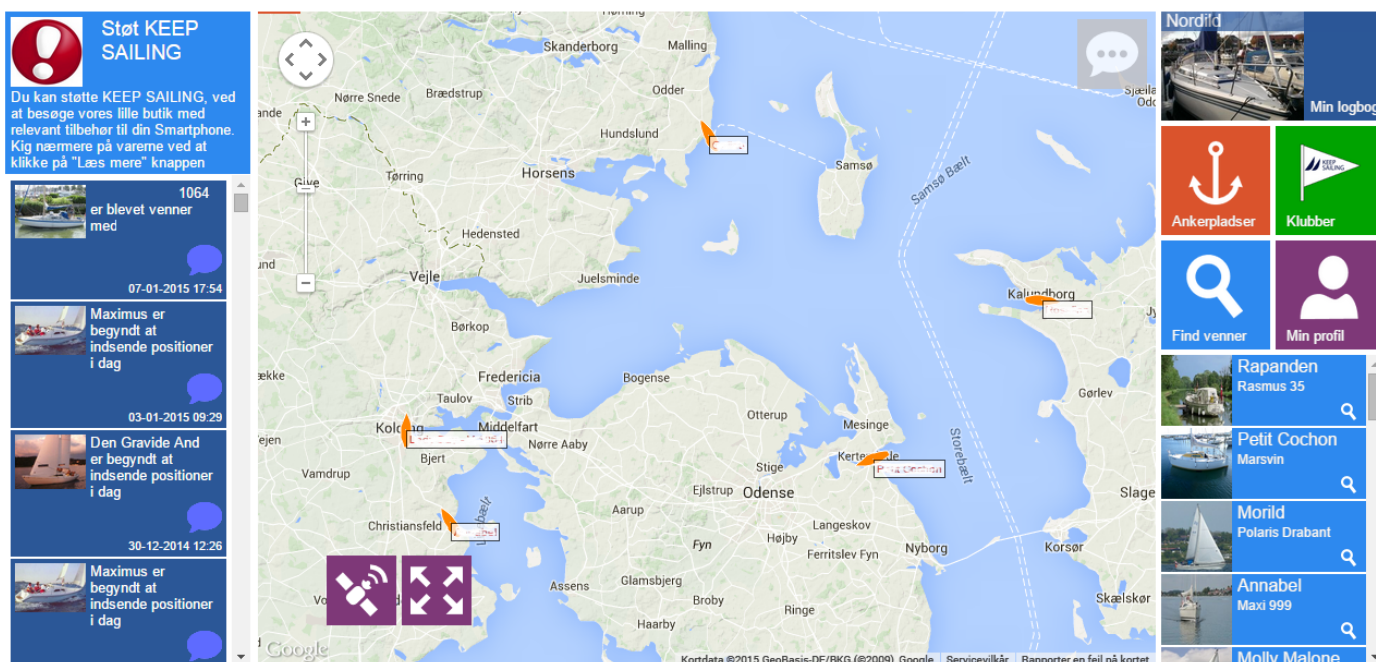 Støt KEEP
SAILING
Du kan støtte KEEP SAILING, ved
at besøge vores lille butik med
relevant tilbehør til din Smartphone.
Kig nærmere på varerne ved at
klikke på "Læs mere" knappen
1064
er blevet venner
med
07-01-2015 17:54
Maximus er
begyndt at
indsende positioner
i dag
03-01-2015 09:29
Den Gravide And
er begyndt at
indsende positioner
i dag
30-12-2014 12:26
Maximus er
begyndt at
indsende positioner
i dag
Skanderborg
Malling
Nørre Snede
Brædstrup
Odder
Hundslund
Give
Tørring
Horsens
Samsø
Samsø Bælt
Hedensted
Vejle
Juelsminde
Kalundborg
Børkop
Fredericia
Bogense
Gørlev
Taulov
Strib
Otterup
Mesinge
Kolding
Middelfart
Nørre Aaby
Bjert
Stige
Storebælt
Vamdrup
Ejlstrup
Odense
Christiansfeld
Aarup
Langeskov
Fyn
Højby
Ferritslev Fyn
Nyborg
Korsør
Assens
Glamsbjerg
Broby
Ringe
Skælskør
Haarby
Google
Kortdata ©2015 GeoBasis-DE/BKG (©2009), Google
Servicevilkår
Rapporter en fejl på kortet
Nordild
Min logbog
Ankerpladser
Klubber
KEEP
SAILING
Find venner
Min profil
Rapanden
Rasmus 35
Petit Cochon
Marsvin
Morild
Polaris Drabant
Annabel
Maxi 999
Molly Malone